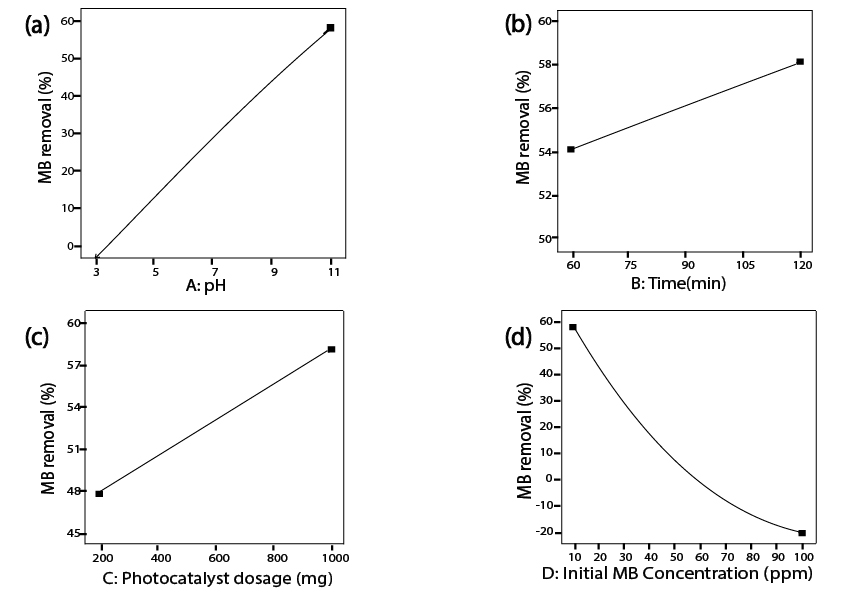 (a)
MB removal (%)
60
50
40
30
20
10
0
3 5 7 9 11
A: pH
(b)
MB removal (%)
60
58
56
54
52
50
60 75 90 105 120
B: Time(min)
(c)
MB removal (%)
60
57
54
51
48
45
200 400 600 800 1000
C: Photocatalyst dosage (mg)
(d)
MB removal (%)
60
50
40
30
20
10
0
-10
-20
10 20 30 40 50 60 70 80 90 100
D: Initial MB Concentration (ppm)